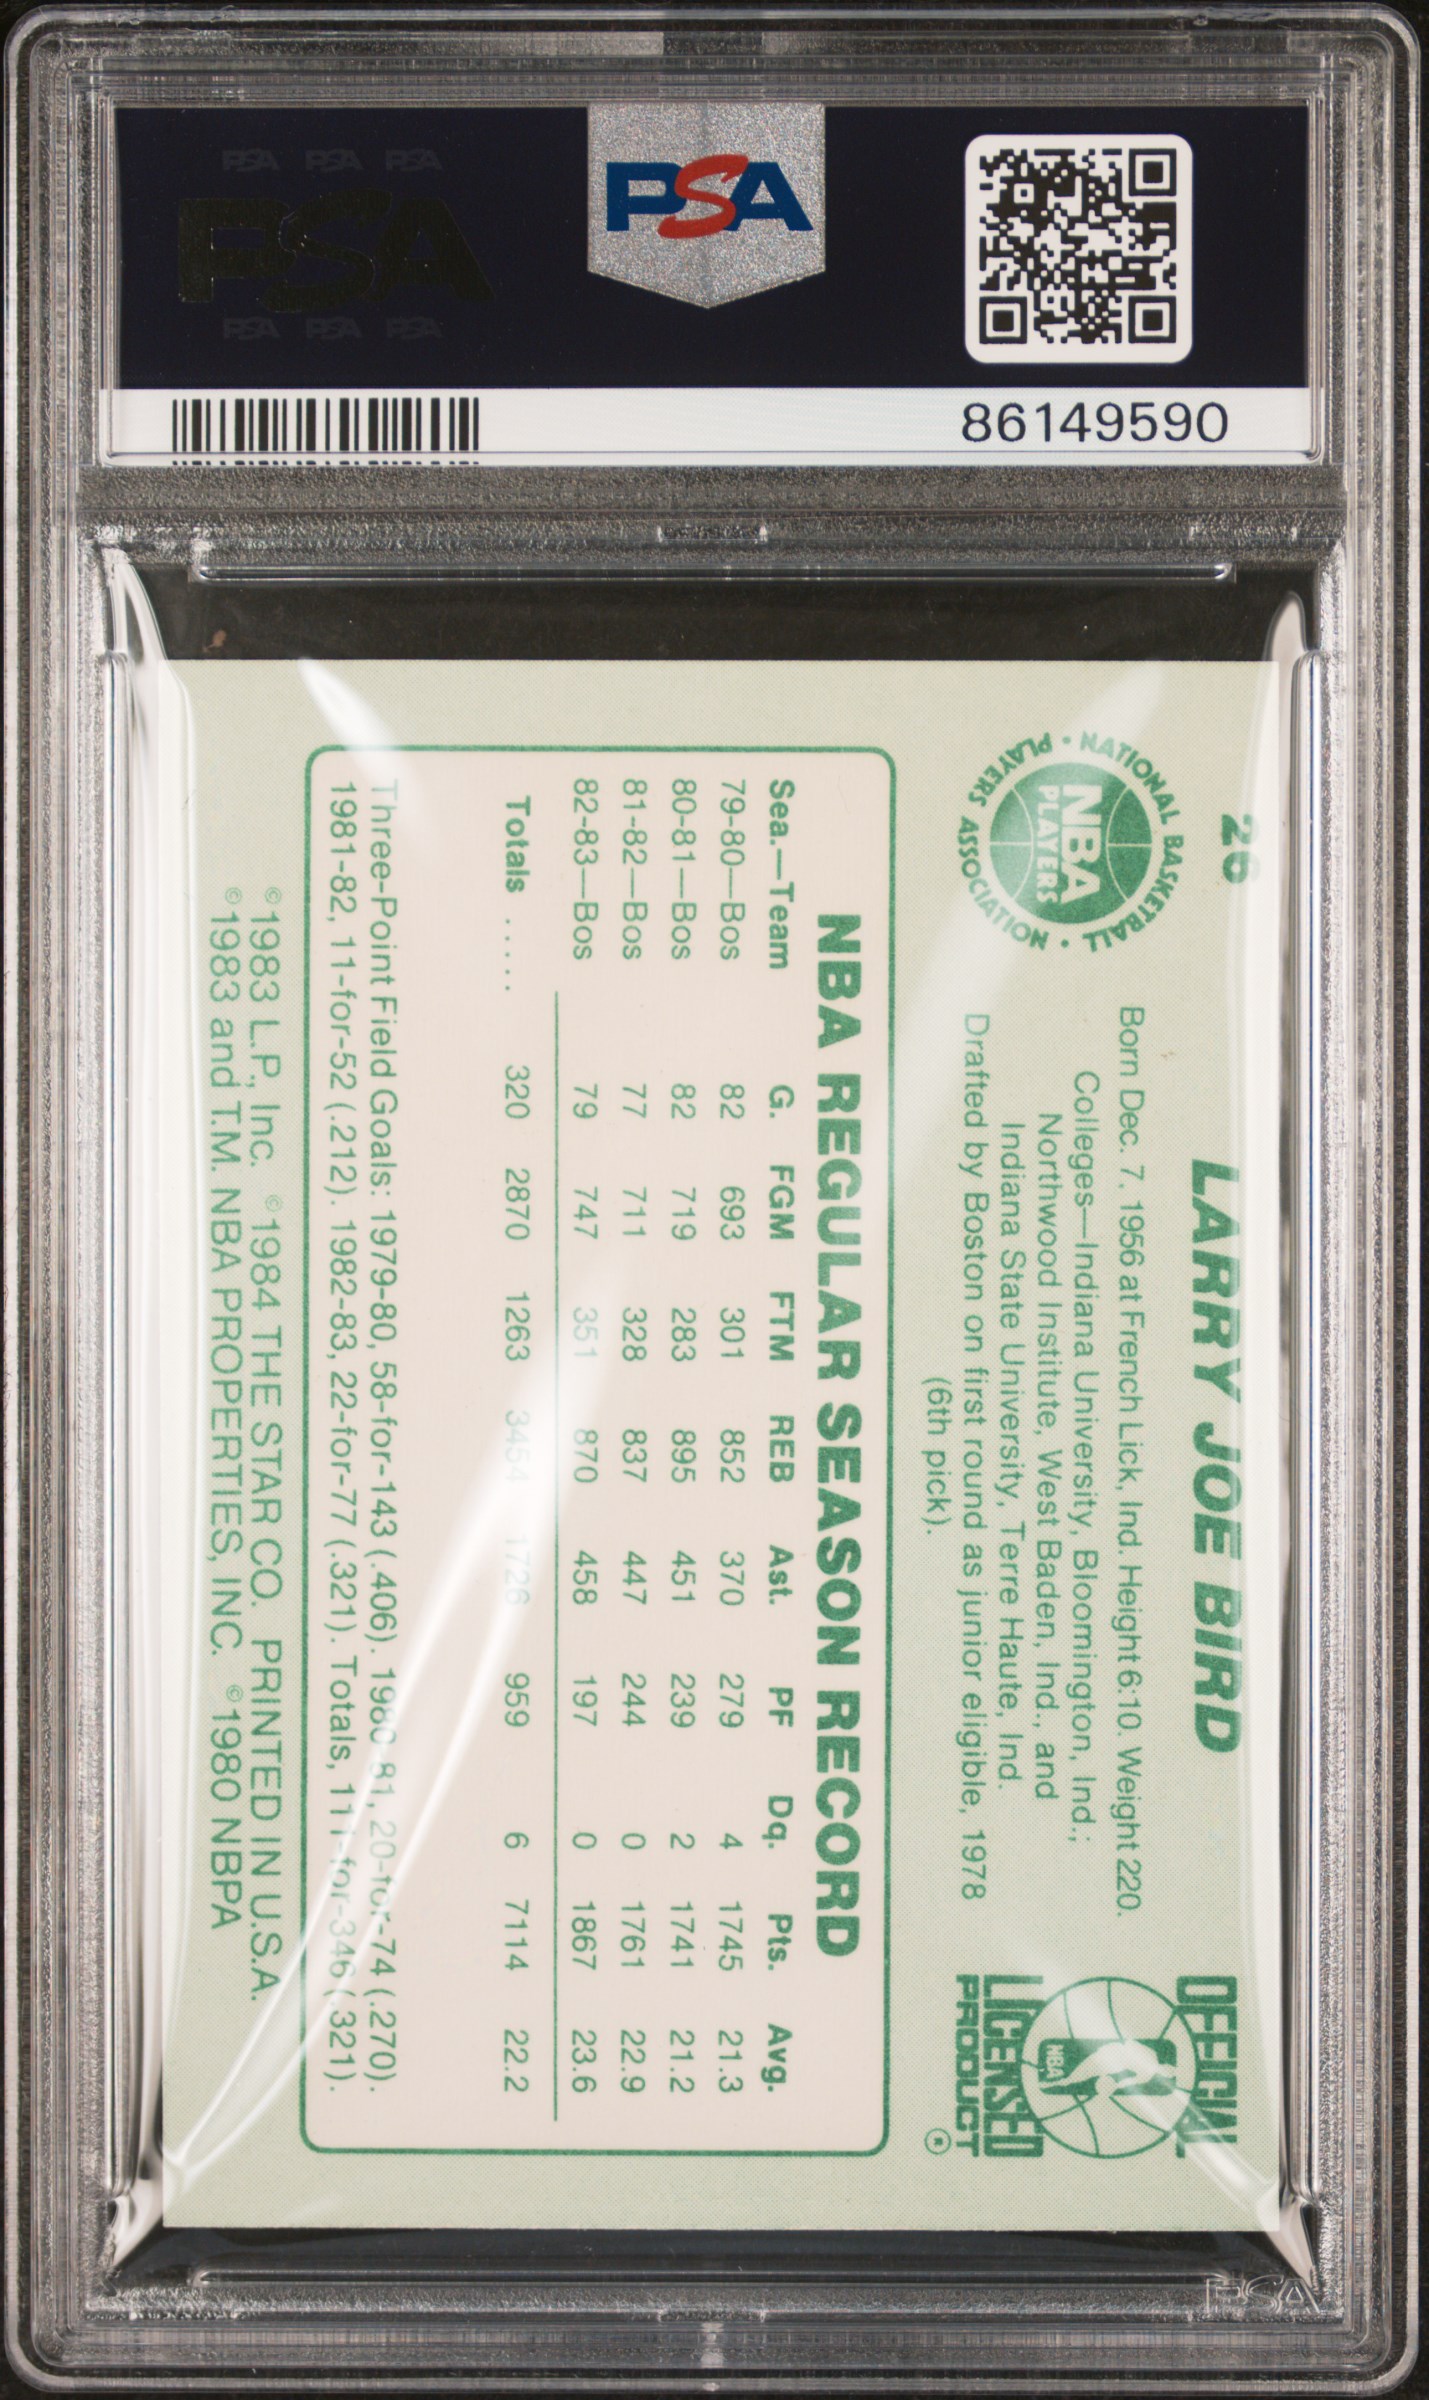 PSA PSA PSA
PSA
PSA PSA PSA
PSA
86149590
26
LARRY JOE BIRD
NATIONAL BASKETBALL • PLAYERS ASSOCIATION •
NBA
PLAYERS
Born Dec. 7, 1956 at French Lick, Ind. Height 6:10. Weight 220.
Colleges—Indiana University, Bloomington, Ind.;
Northwood Institute, West Baden, Ind., and
Indiana State University, Terre Haute, Ind.
Drafted by Boston on first round as junior eligible, 1978
(6th pick).
OFFICIAL
NBA
LICENSED
PRODUCT
®
NBA REGULAR SEASON RECORD
Sea.—Team G. FGM FTM REB Ast. PF Dq. Pts. Avg.
79-80—Bos 82 693 301 852 370 279 4 1745 21.3
80-81—Bos 82 719 283 895 451 239 2 1741 21.2
81-82—Bos 77 711 328 837 447 244 0 1761 22.9
82-83—Bos 79 747 351 870 458 197 0 1867 23.6
Totals ..... 320 2870 1263 3454 1726 959 6 7114 22.2
Three-Point Field Goals: 1979-80, 58-for-143 (.406). 1980-81, 20-for-74 (.270).
1981-82, 11-for-52 (.212). 1982-83, 22-for-77 (.321). Totals, 111-for-346 (.321).
©1983 L.P., Inc. ©1984 THE STAR CO. PRINTED IN U.S.A.
©1983 and T.M. NBA PROPERTIES, INC. ©1980 NBPA
PSA